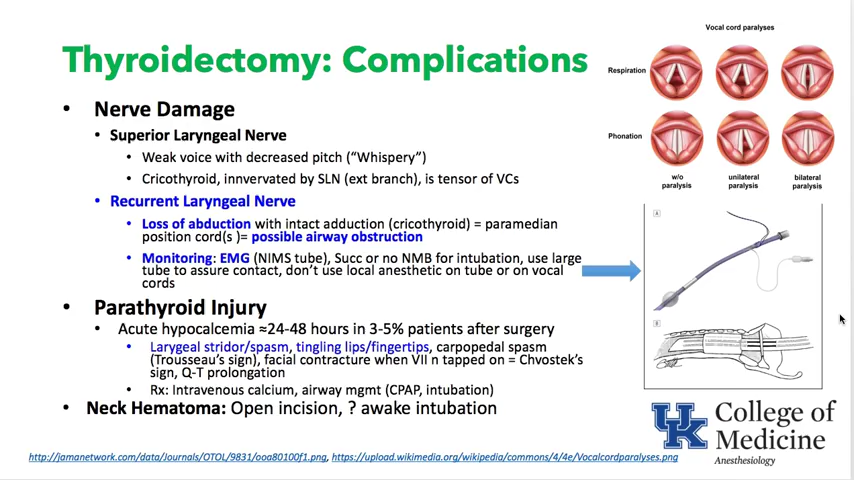 Thyroidectomy: Complications
• Nerve Damage
• Superior Laryngeal Nerve
• Weak voice with decreased pitch (“Whispery”)
• Cricothyroid, innvervated by SLN (ext branch), is tensor of VCs
• Recurrent Laryngeal Nerve
• Loss of abduction with intact adduction (cricothyroid) = paramedian
position cord(s )= possible airway obstruction
• Monitoring: EMG (NIMS tube), Succ or no NMB for intubation, use large
tube to assure contact, don’t use local anesthetic on tube or on vocal
cords
• Parathyroid Injury
• Acute hypocalcemia ≈24-48 hours in 3-5% patients after surgery
• Larygeal stridor/spasm, tingling lips/fingertips, carpopedal spasm
(Trousseau’s sign), facial contracture when VII n tapped on = Chvostek’s
sign, Q-T prolongation
• Rx: Intravenous calcium, airway mgmt (CPAP, intubation)
• Neck Hematoma: Open incision, ? awake intubation
http://jamanetwork.com/data/Journals/OTOL/9831/ooa80100f1.png, https://upload.wikimedia.org/wikipedia/commons/4/4e/Vocalcordparalyses.png
Vocal cord paralyses
Respiration
Phonation
w/o
paralysis
unilateral
paralysis
bilateral
paralysis
A
B
UK
College of
Medicine
Anesthesiology